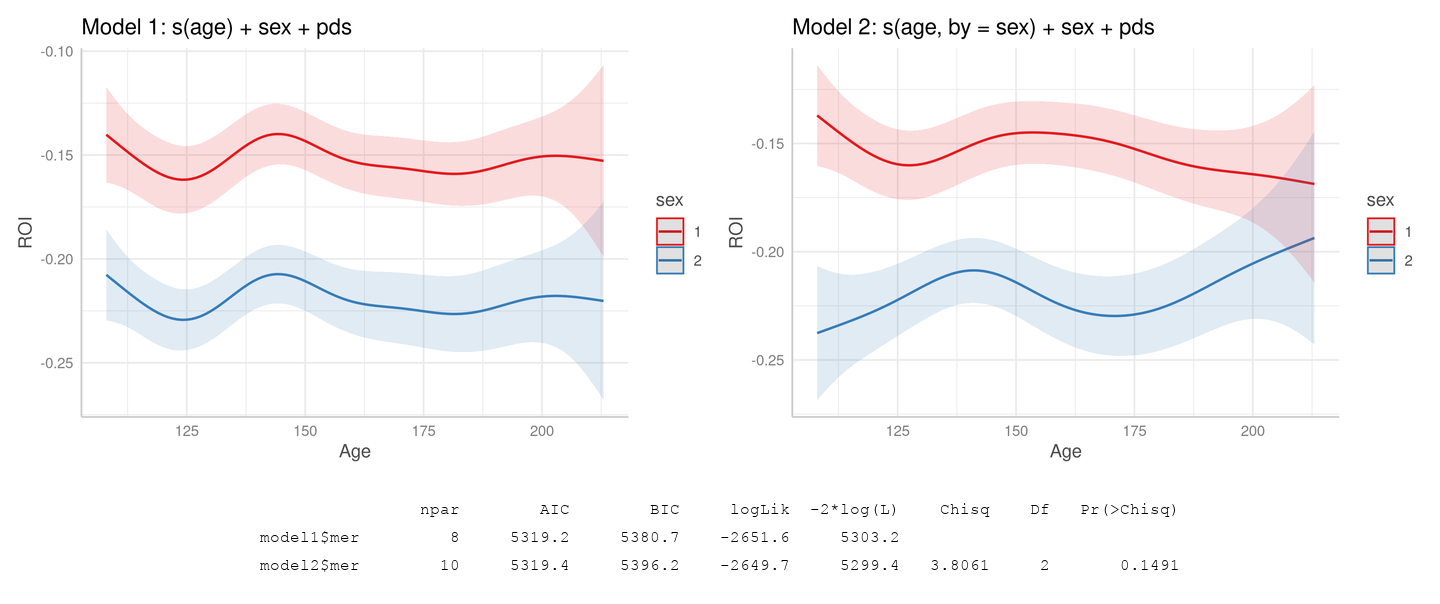 Model 1: s(age) + sex + pds
-0.10
-0.15
-0.20
-0.25
ROI
125 150 175 200
Age
sex
1
2
Model 2: s(age, by = sex) + sex + pds
-0.15
-0.20
-0.25
ROI
125 150 175 200
Age
sex
1
2
npar AIC BIC logLik -2*log(L) Chisq Df Pr(>Chisq)
model1$mer 8 5319.2 5380.7 -2651.6 5303.2
model2$mer 10 5319.4 5396.2 -2649.7 5299.4 3.8061 2 0.1491